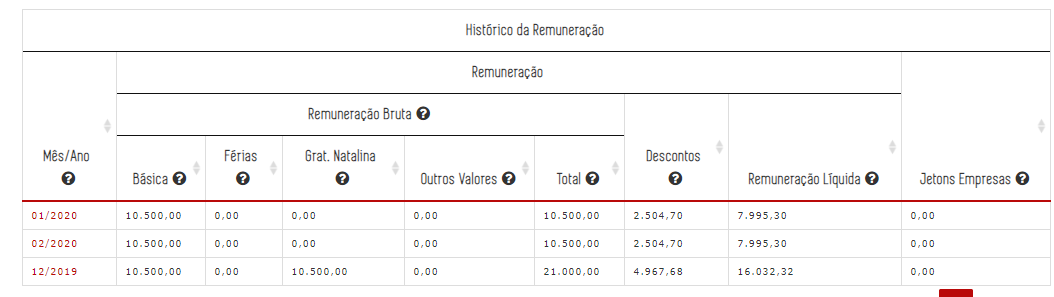 Histórico da Remuneração
Remuneração
Remuneração Bruta ?
Mês/Ano ?
Básica ?
Férias ?
Grat. Natalina ?
Outros Valores ?
Total ?
Descontos ?
Remuneração Líquida ?
Jetons Empresas ?
01/2020 10.500,00 0,00 0,00 0,00 10.500,00 2.504,70 7.995,30 0,00
02/2020 10.500,00 0,00 0,00 0,00 10.500,00 2.504,70 7.995,30 0,00
12/2019 10.500,00 0,00 10.500,00 0,00 21.000,00 4.967,68 16.032,32 0,00